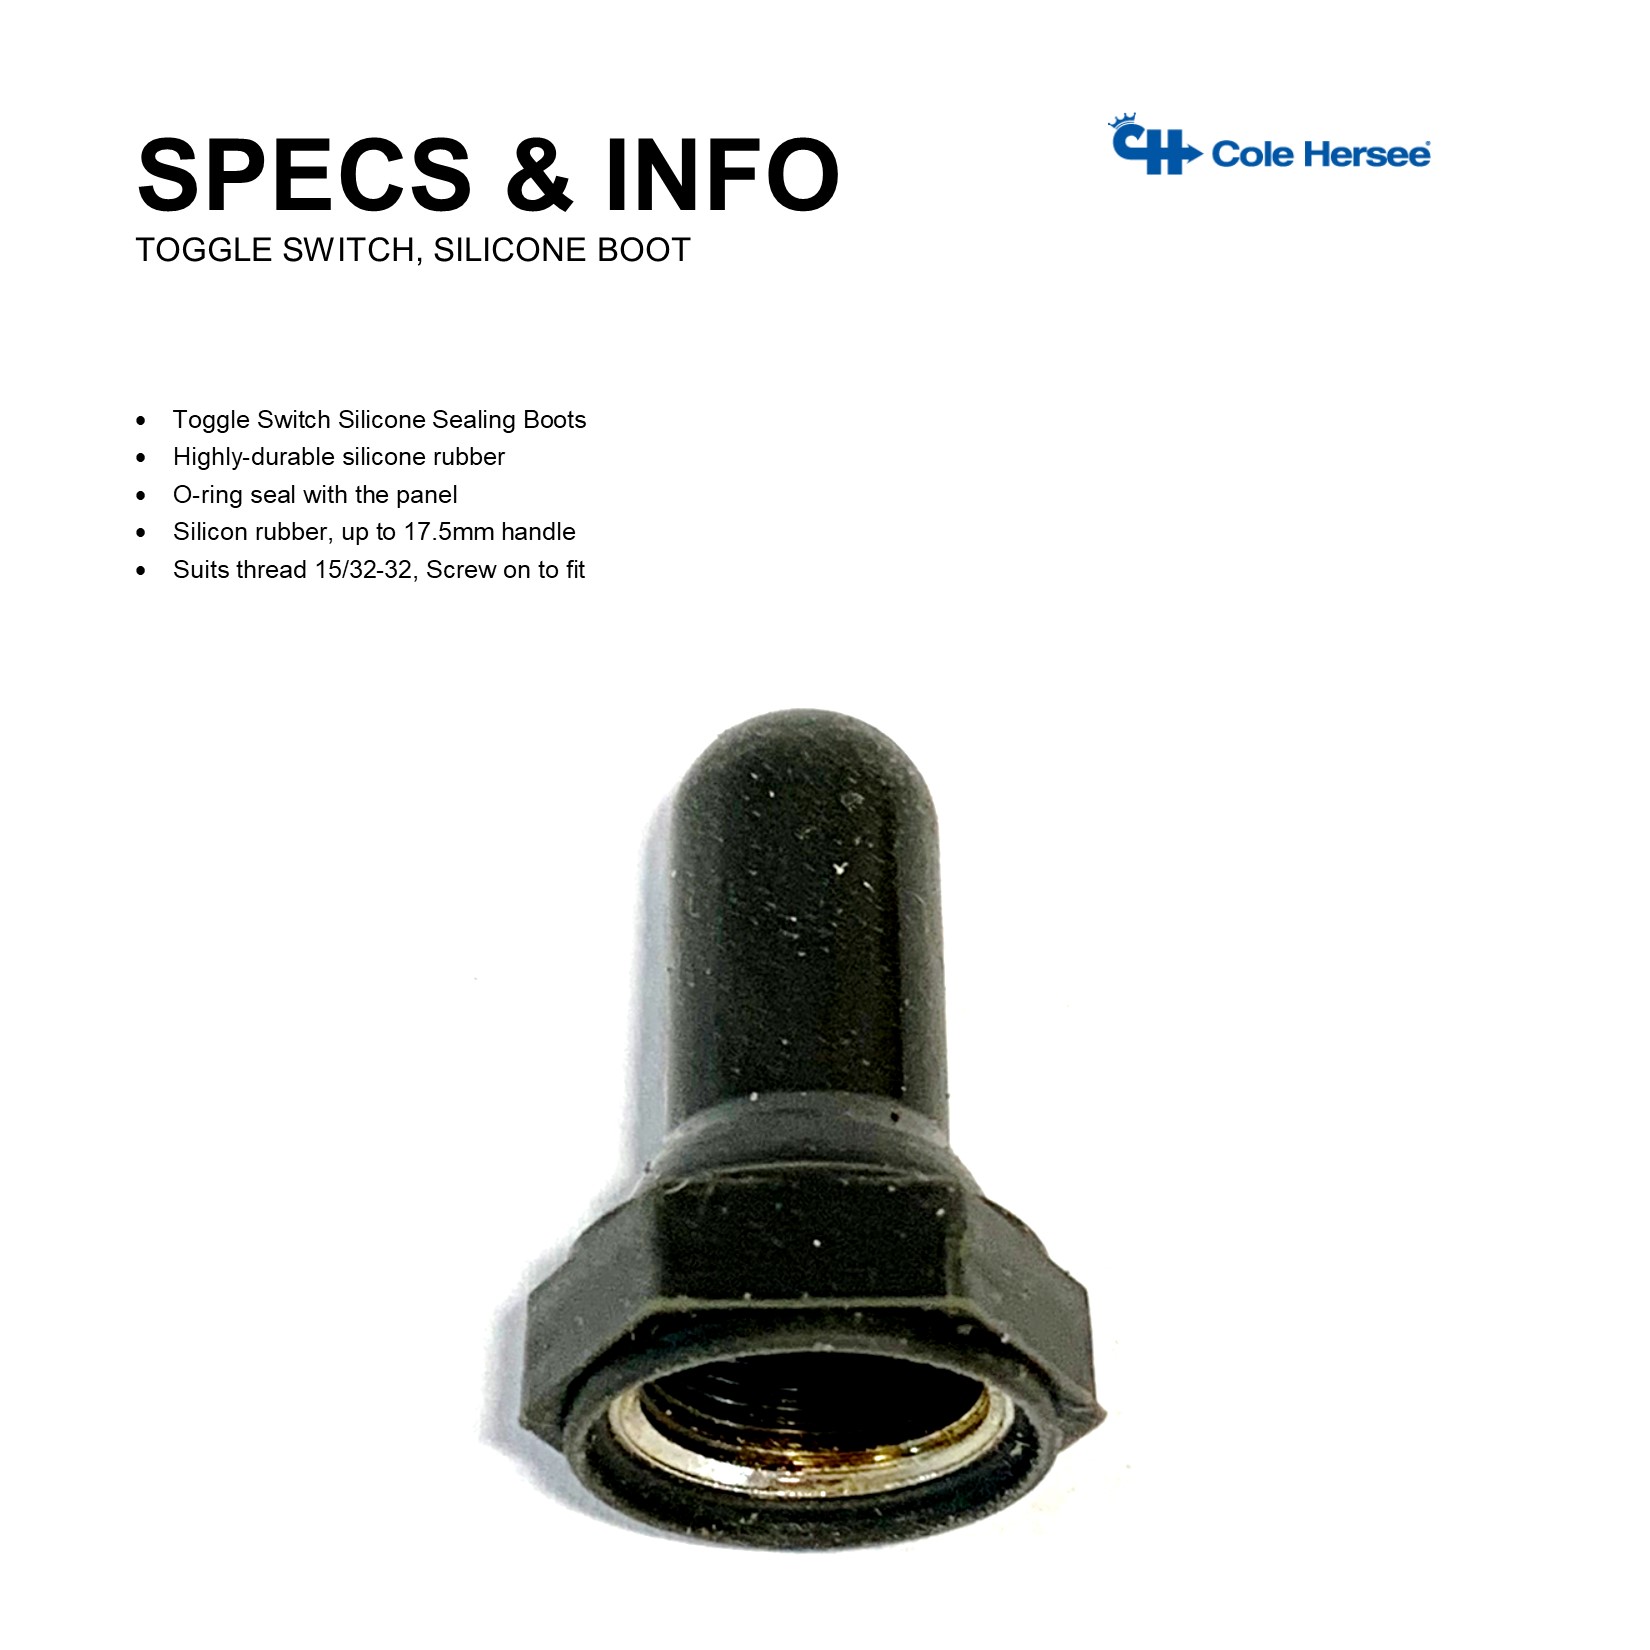 SPECS & INFO
CH Cole Hersee®
TOGGLE SWITCH, SILICONE BOOT
• Toggle Switch Silicone Sealing Boots
• Highly-durable silicone rubber
• O-ring seal with the panel
• Silicon rubber, up to 17.5mm handle
• Suits thread 15/32-32, Screw on to fit